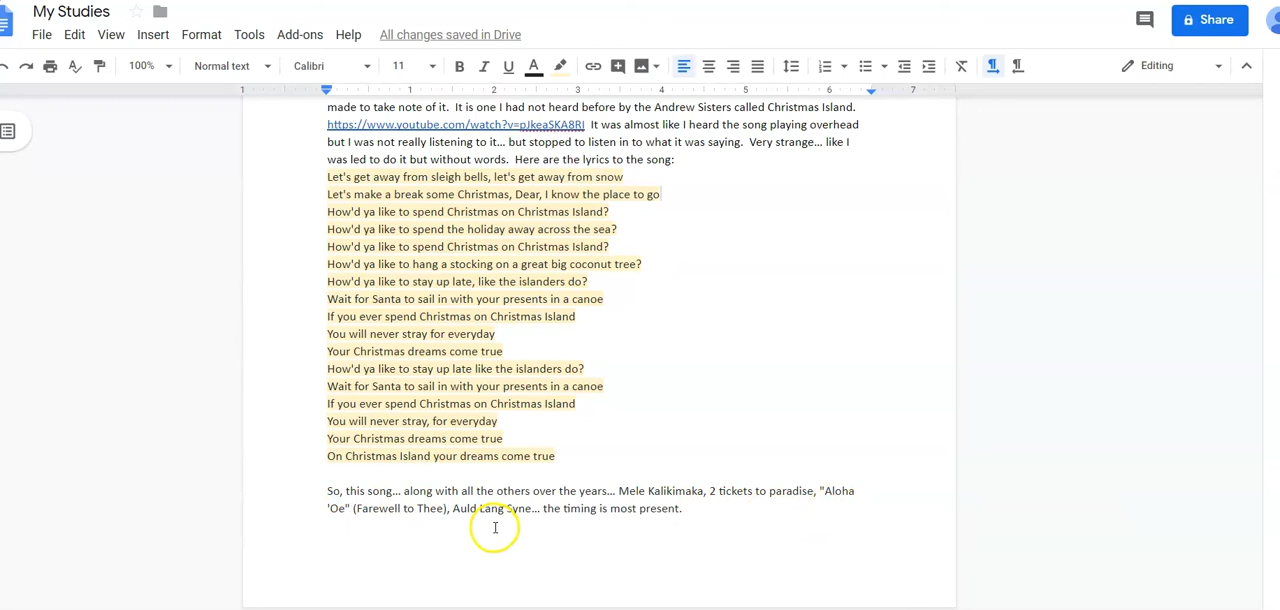 My Studies
Share
File Edit View Insert Format Tools Add-ons Help All changes saved in Drive
100% Normal text Calibri 11 B I U A Editing
1 1 2 3 4 5 6 7
made to take note of it. It is one I had not heard before by the Andrew Sisters called Christmas Island.
https://www.youtube.com/watch?v=pJkeaSKA8RI It was almost like I heard the song playing overhead
but I was not really listening to it... but stopped to listen in to what it was saying. Very strange... like I
was led to do it but without words. Here are the lyrics to the song:
Let's get away from sleigh bells, let's get away from snow
Let's make a break some Christmas, Dear, I know the place to go
How'd ya like to spend Christmas on Christmas Island?
How'd ya like to spend the holiday away across the sea?
How'd ya like to spend Christmas on Christmas Island?
How'd ya like to hang a stocking on a great big coconut tree?
How'd ya like to stay up late, like the islanders do?
Wait for Santa to sail in with your presents in a canoe
If you ever spend Christmas on Christmas Island
You will never stray for everyday
Your Christmas dreams come true
How'd ya like to stay up late like the islanders do?
Wait for Santa to sail in with your presents in a canoe
If you ever spend Christmas on Christmas Island
You will never stray, for everyday
Your Christmas dreams come true
On Christmas Island your dreams come true
So, this song... along with all the others over the years... Mele Kalikimaka, 2 tickets to paradise, "Aloha
'Oe" (Farewell to Thee), Auld Lang Syne... the timing is most present.